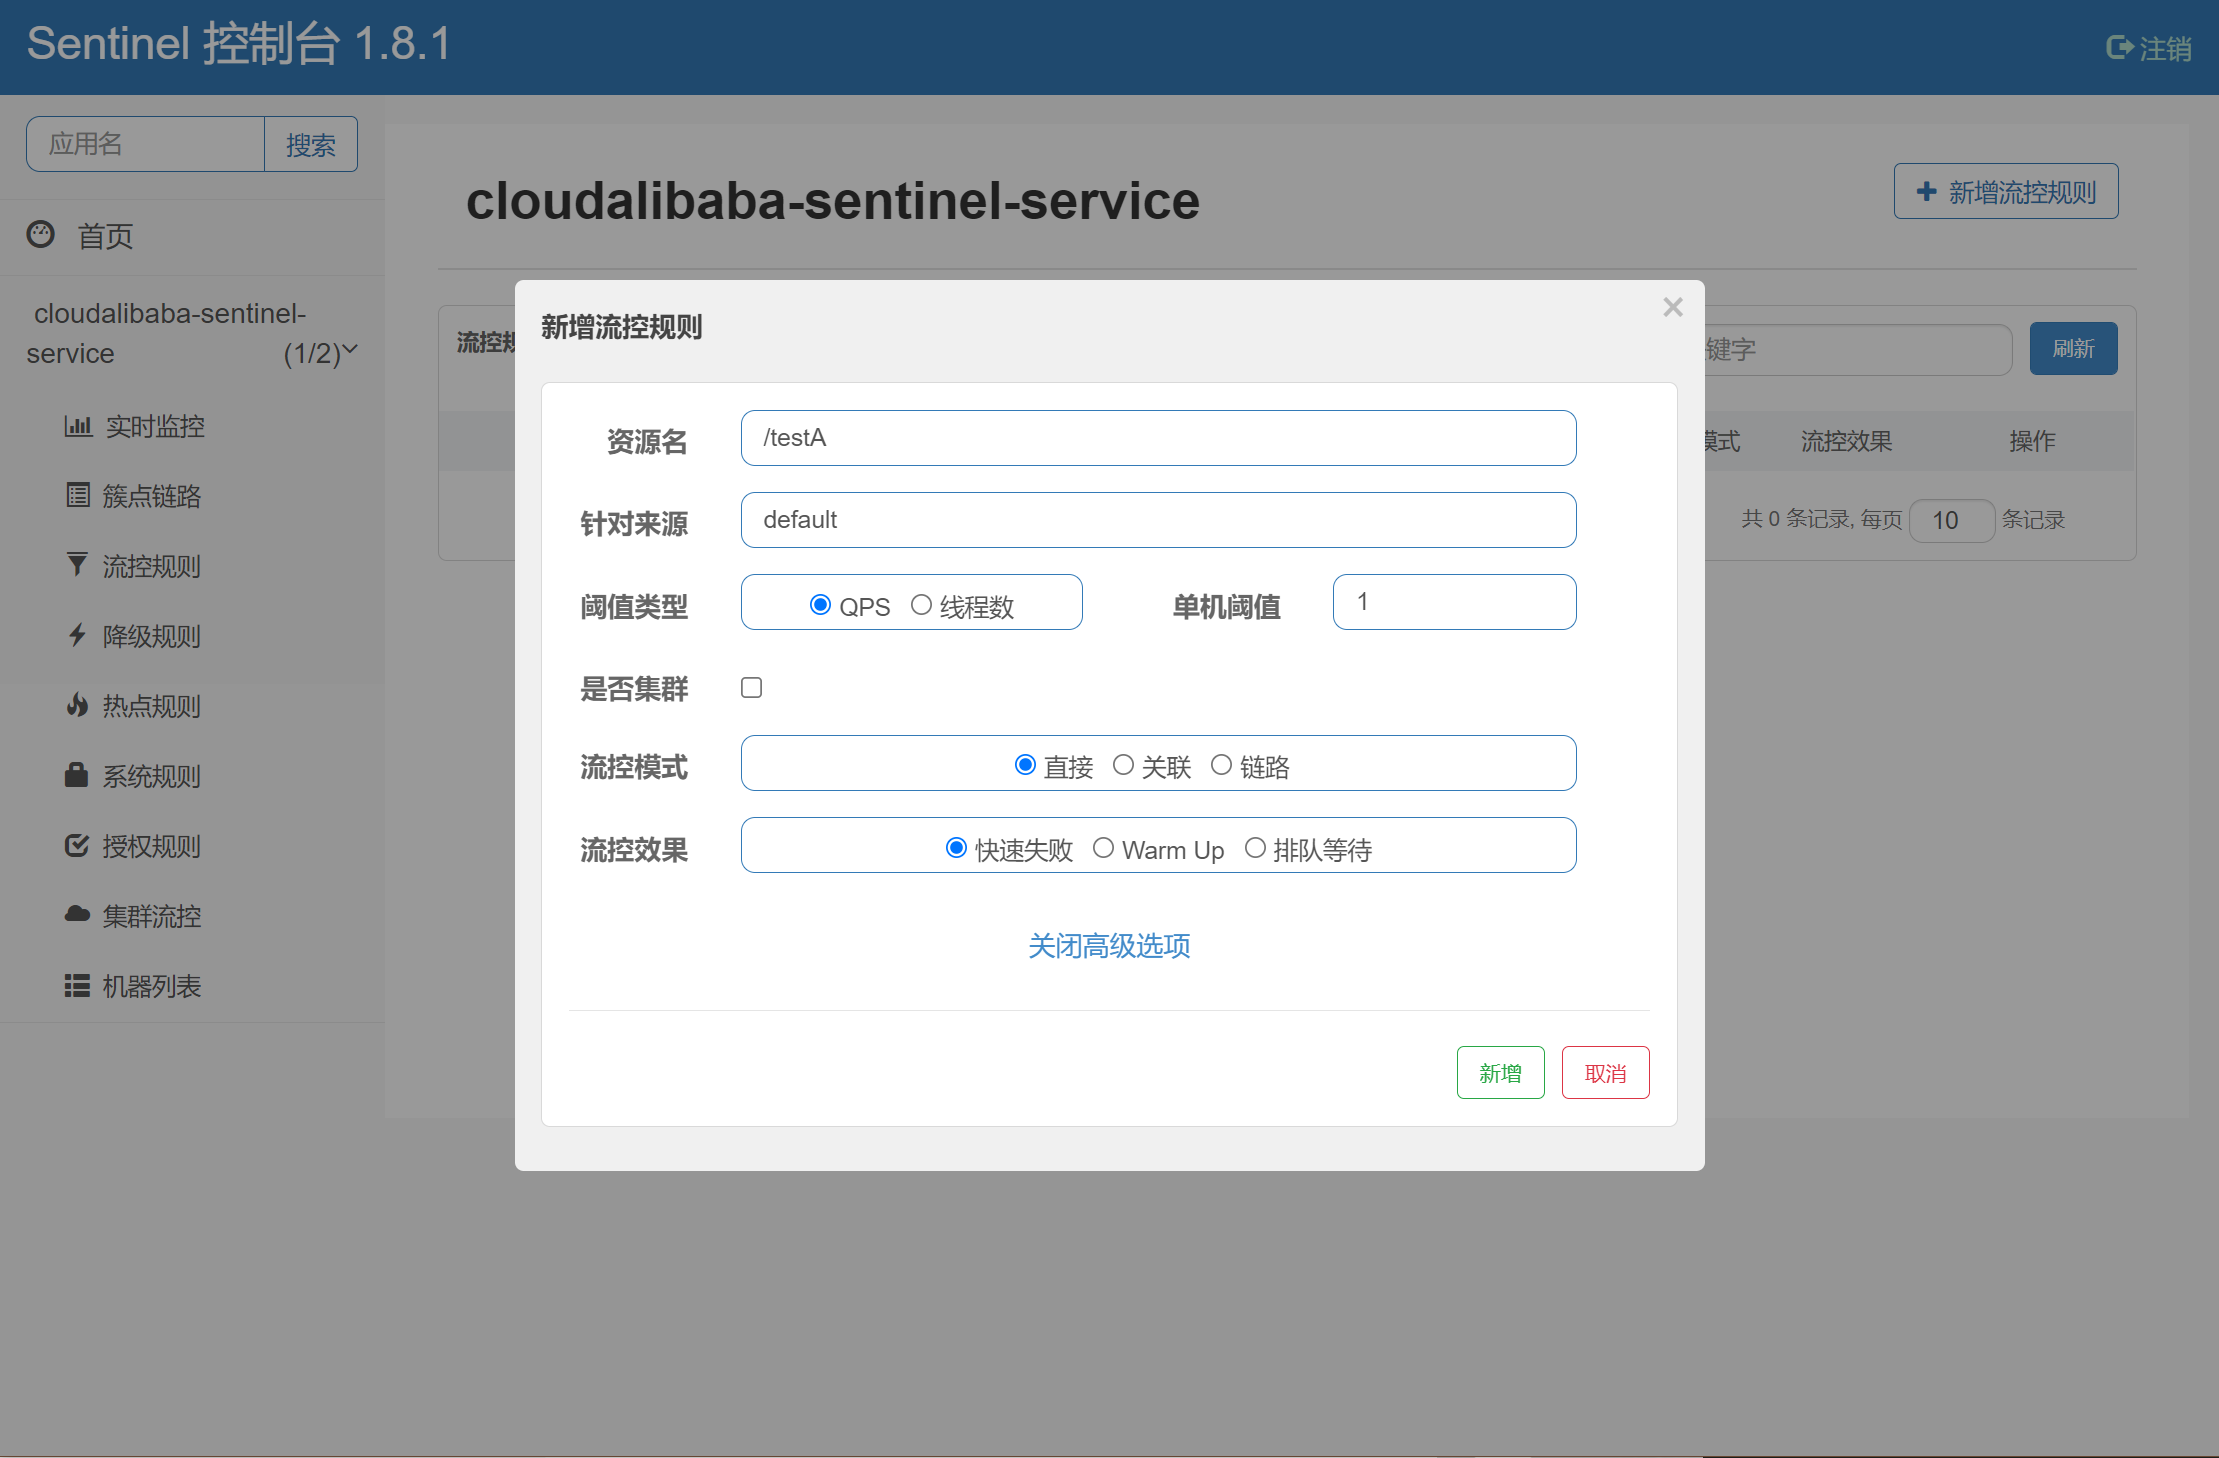 Sentinel 控制台 1.8.1
注销
应用名
搜索
首页
cloudalibaba-sentinel-
service (1/2)
实时监控
簇点链路
流控规则
降级规则
热点规则
系统规则
授权规则
集群流控
机器列表
cloudalibaba-sentinel-service
新增流控规则
流控规
键字
刷新
模式 流控效果 操作
共 0 条记录, 每页 10 条记录
新增流控规则
×
资源名 /testA
针对来源 default
阈值类型 QPS 线程数 单机阈值 1
是否集群
流控模式 直接 关联 链路
流控效果 快速失败 Warm Up 排队等待
关闭高级选项
新增 取消